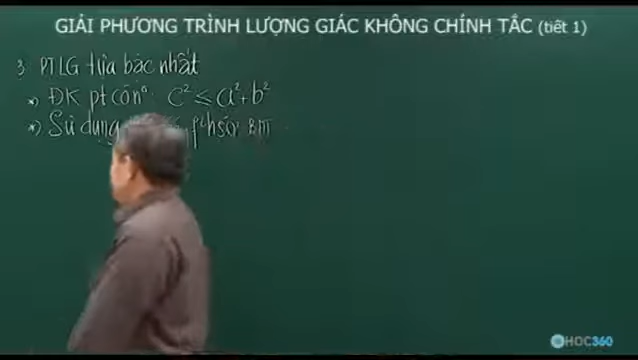 GIẢI PHƯƠNG TRÌNH LƯỢNG GIÁC KHÔNG CHÍNH TẮC (tiết 1)
3. PTLG tựa bậc nhất
*) ĐK pt có nº: c² ≤ a² + b²
*) Sử dụng
HOC360